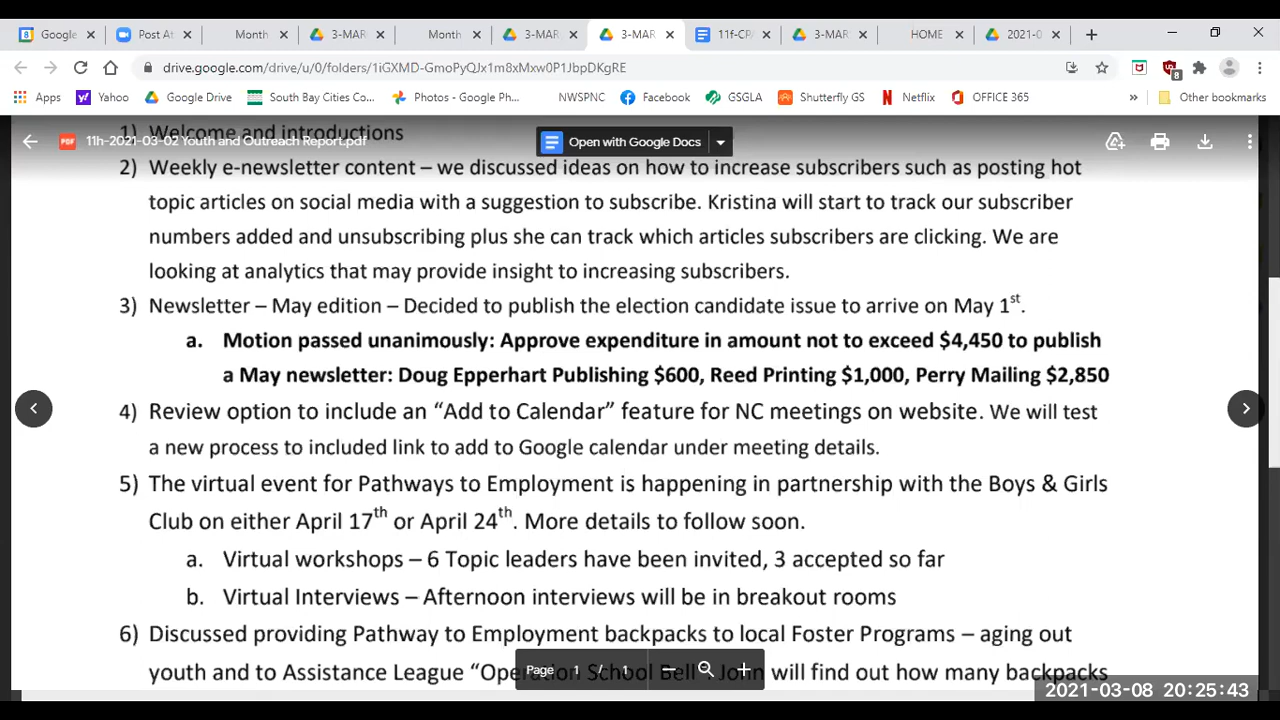 Google
Post At
Month
3-MAR
Month
3-MAR
3-MAR
11f-CPA
3-MAR
HOME
2021-0
drive.google.com/drive/u/0/folders/1iGXMD-GmoPyQJx1m8xMxw0P1JbpDKgRE
8
Apps
Yahoo
Google Drive
South Bay Cities Co...
Photos - Google Ph...
NWSPNC
Facebook
GSGLA
Shutterfly GS
Netflix
OFFICE 365
»
Other bookmarks
1) Welcome and introductions
PDF 11h-2021-03-02 Youth and Outreach Report.pdf
Open with Google Docs
2) Weekly e-newsletter content – we discussed ideas on how to increase subscribers such as posting hot
topic articles on social media with a suggestion to subscribe. Kristina will start to track our subscriber
numbers added and unsubscribing plus she can track which articles subscribers are clicking. We are
looking at analytics that may provide insight to increasing subscribers.
3) Newsletter – May edition – Decided to publish the election candidate issue to arrive on May 1st.
a. Motion passed unanimously: Approve expenditure in amount not to exceed $4,450 to publish
a May newsletter: Doug Epperhart Publishing $600, Reed Printing $1,000, Perry Mailing $2,850
4) Review option to include an “Add to Calendar” feature for NC meetings on website. We will test
a new process to included link to add to Google calendar under meeting details.
5) The virtual event for Pathways to Employment is happening in partnership with the Boys & Girls
Club on either April 17th or April 24th. More details to follow soon.
a. Virtual workshops – 6 Topic leaders have been invited, 3 accepted so far
b. Virtual Interviews – Afternoon interviews will be in breakout rooms
6) Discussed providing Pathway to Employment backpacks to local Foster Programs – aging out
youth and to Assistance League “Operation School Bell”. John will find out how many backpacks
Page 1 / 1
2021-03-08 20:25:43